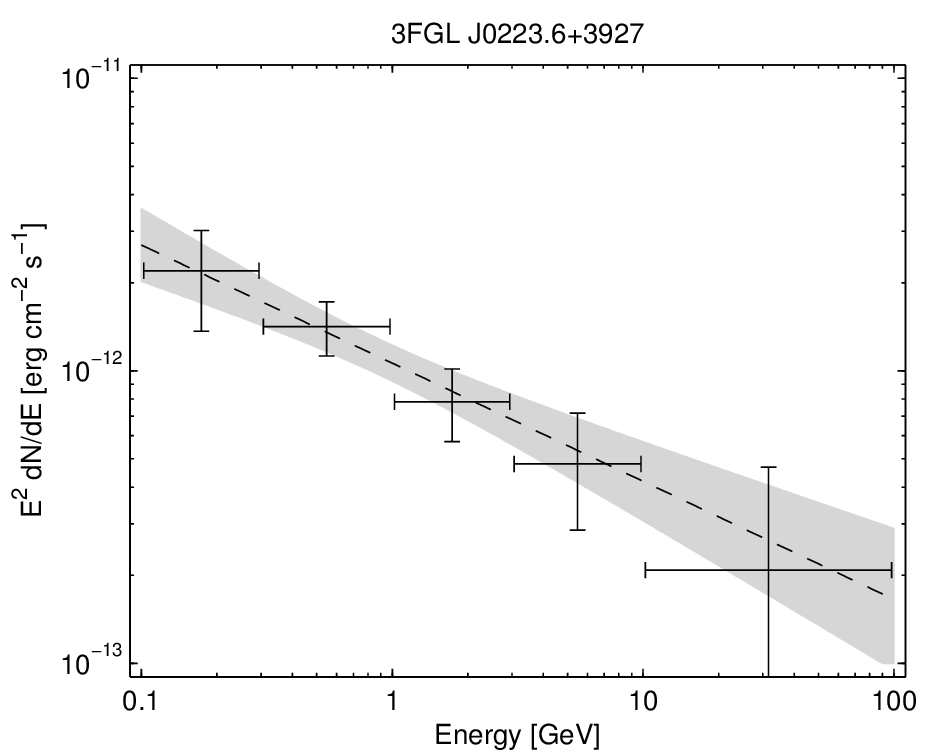 3FGL J0223.6+3927
10⁻¹¹
10⁻¹²
10⁻¹³
E² dN/dE [erg cm⁻² s⁻¹]
0.1 1 10 100
Energy [GeV]